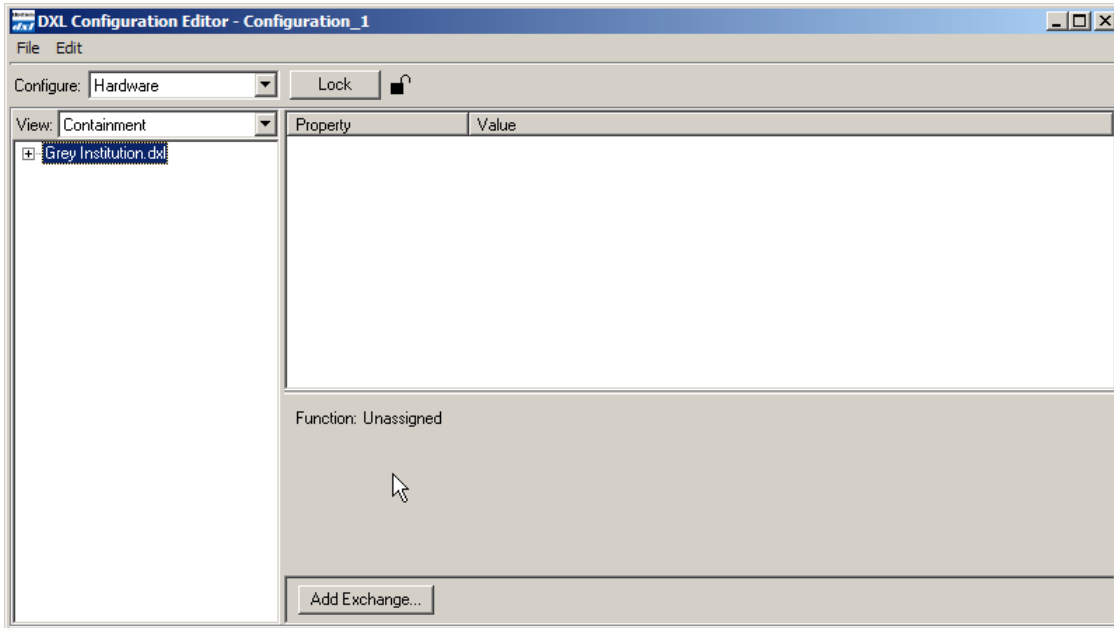 DXL Configuration Editor - Configuration_1
File Edit
Configure: Hardware Lock
View: Containment Property Value
Grey Institution.dxl
Function: Unassigned
Add Exchange...